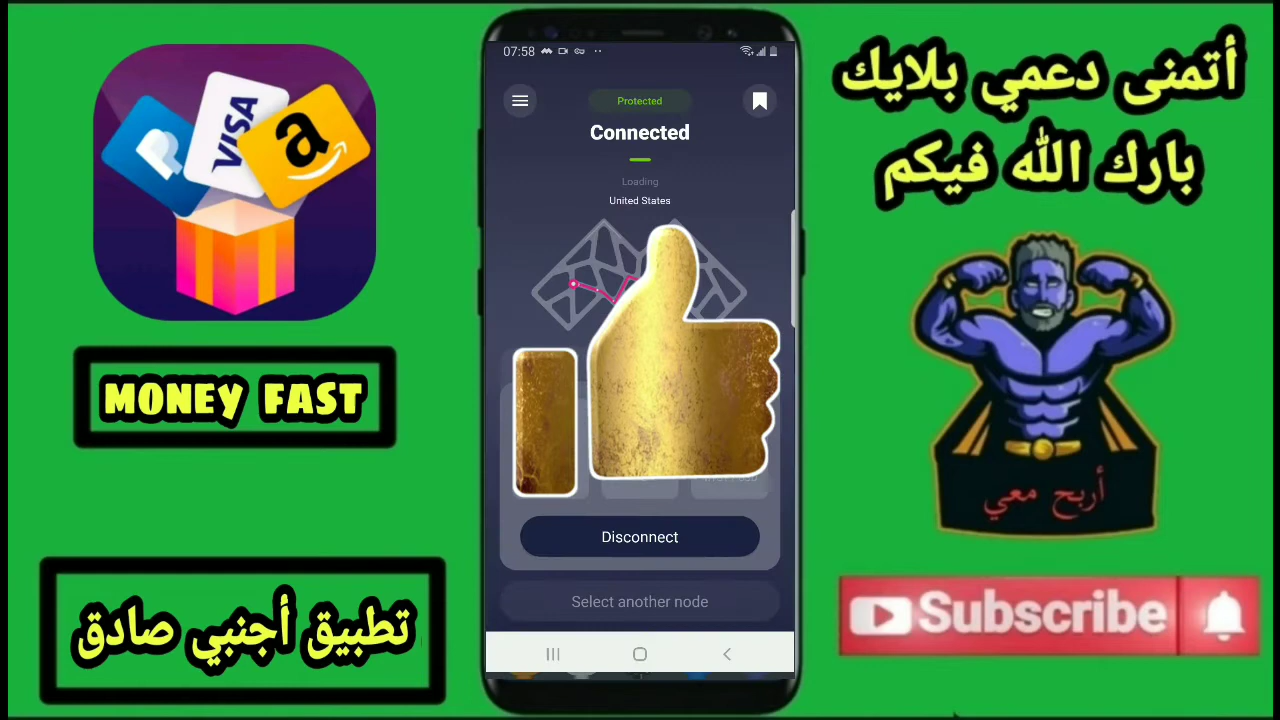 VISA
a
MONEY FAST
تطبيق أجنبي صادق
07:58
Protected
Connected
Loading
United States
Disconnect
Select another node
أتمنى دعمي بلايك
بارك الله فيكم
أربح معي
Subscribe